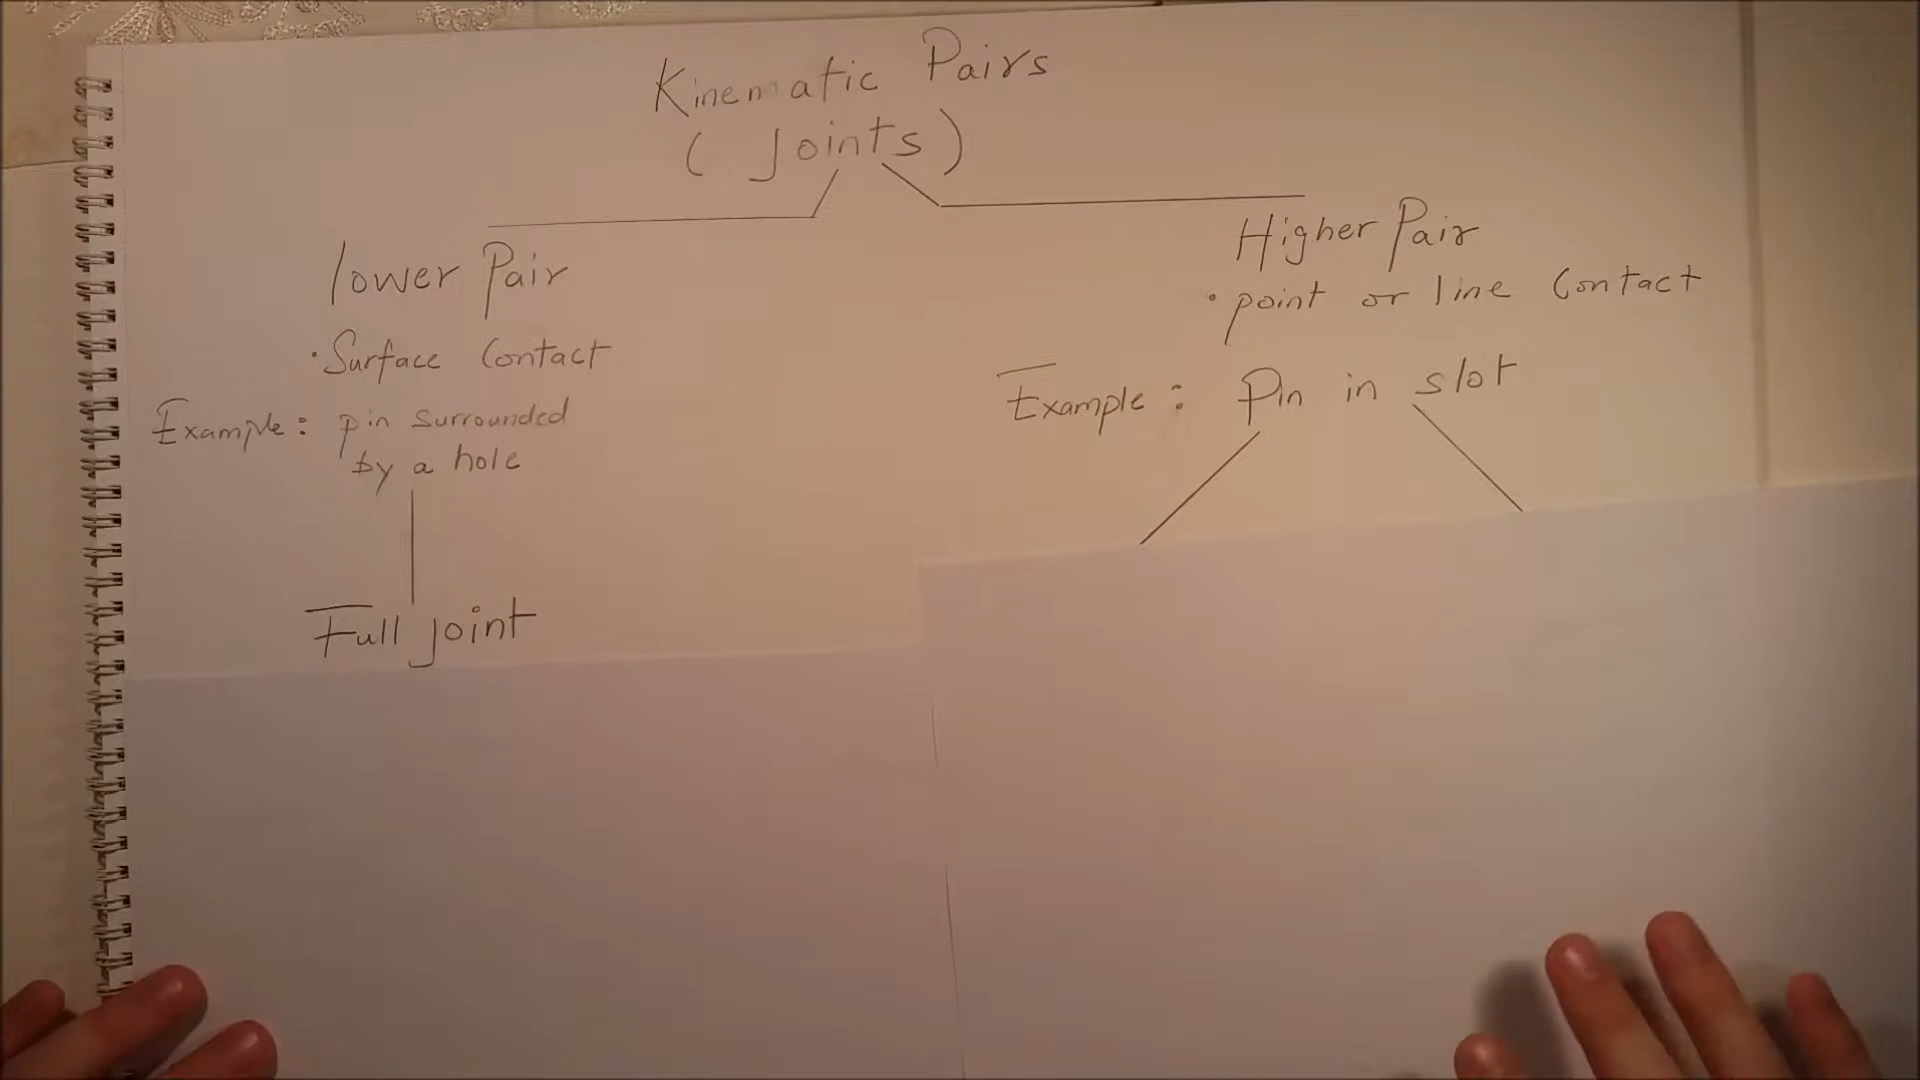 Kinematic Pairs
(Joints)
lower Pair
• Surface Contact
Example: pin surrounded
by a hole
Full joint
Higher Pair
• point or line Contact
Example: Pin in slot